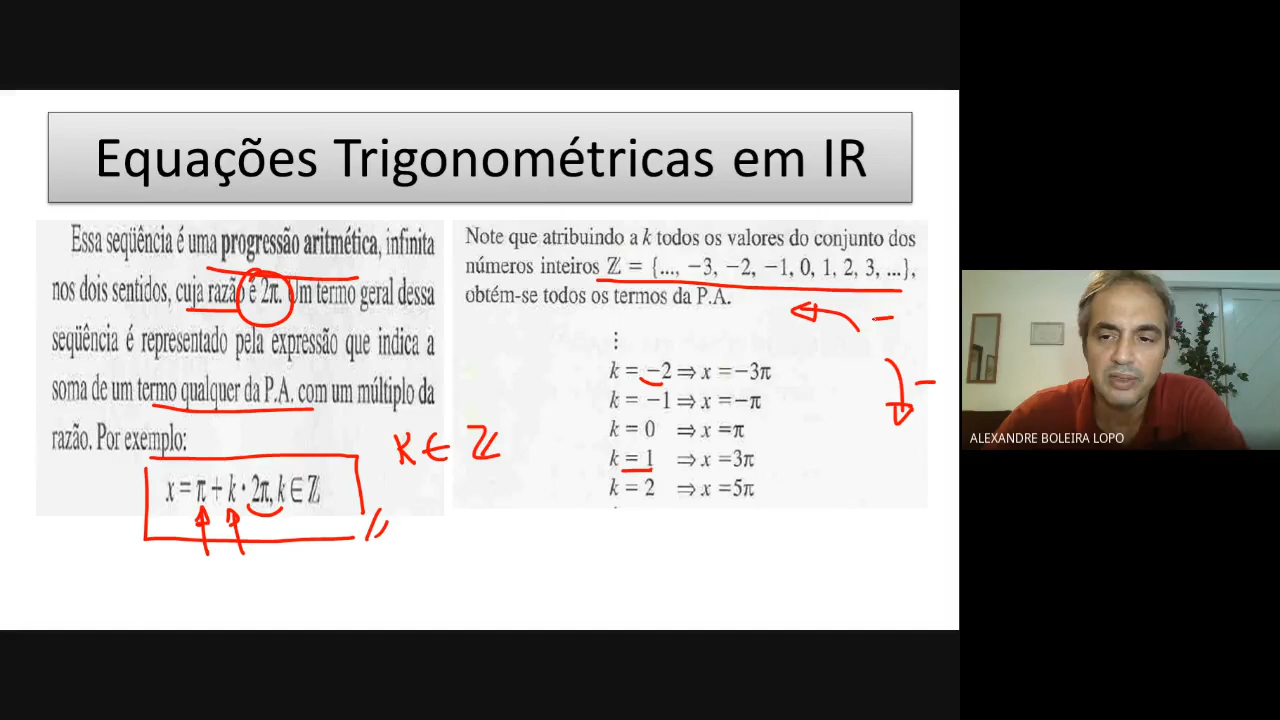 Equações Trigonométricas em IR
Essa seqüência é uma progressão aritmética, infinita
nos dois sentidos, cuja razão é 2π. Um termo geral dessa
seqüência é representado pela expressão que indica a
soma de um termo qualquer da P.A. com um múltiplo da
razão. Por exemplo:
x = π + k · 2π, k ∈ ℤ
K ∈ ℤ
Note que atribuindo a k todos os valores do conjunto dos
números inteiros ℤ = {..., −3, −2, −1, 0, 1, 2, 3, ...},
obtém-se todos os termos da P.A.
⋮
k = −2 ⇒ x = −3π
k = −1 ⇒ x = −π
k = 0 ⇒ x = π
k = 1 ⇒ x = 3π
k = 2 ⇒ x = 5π
ALEXANDRE BOLEIRA LOPO